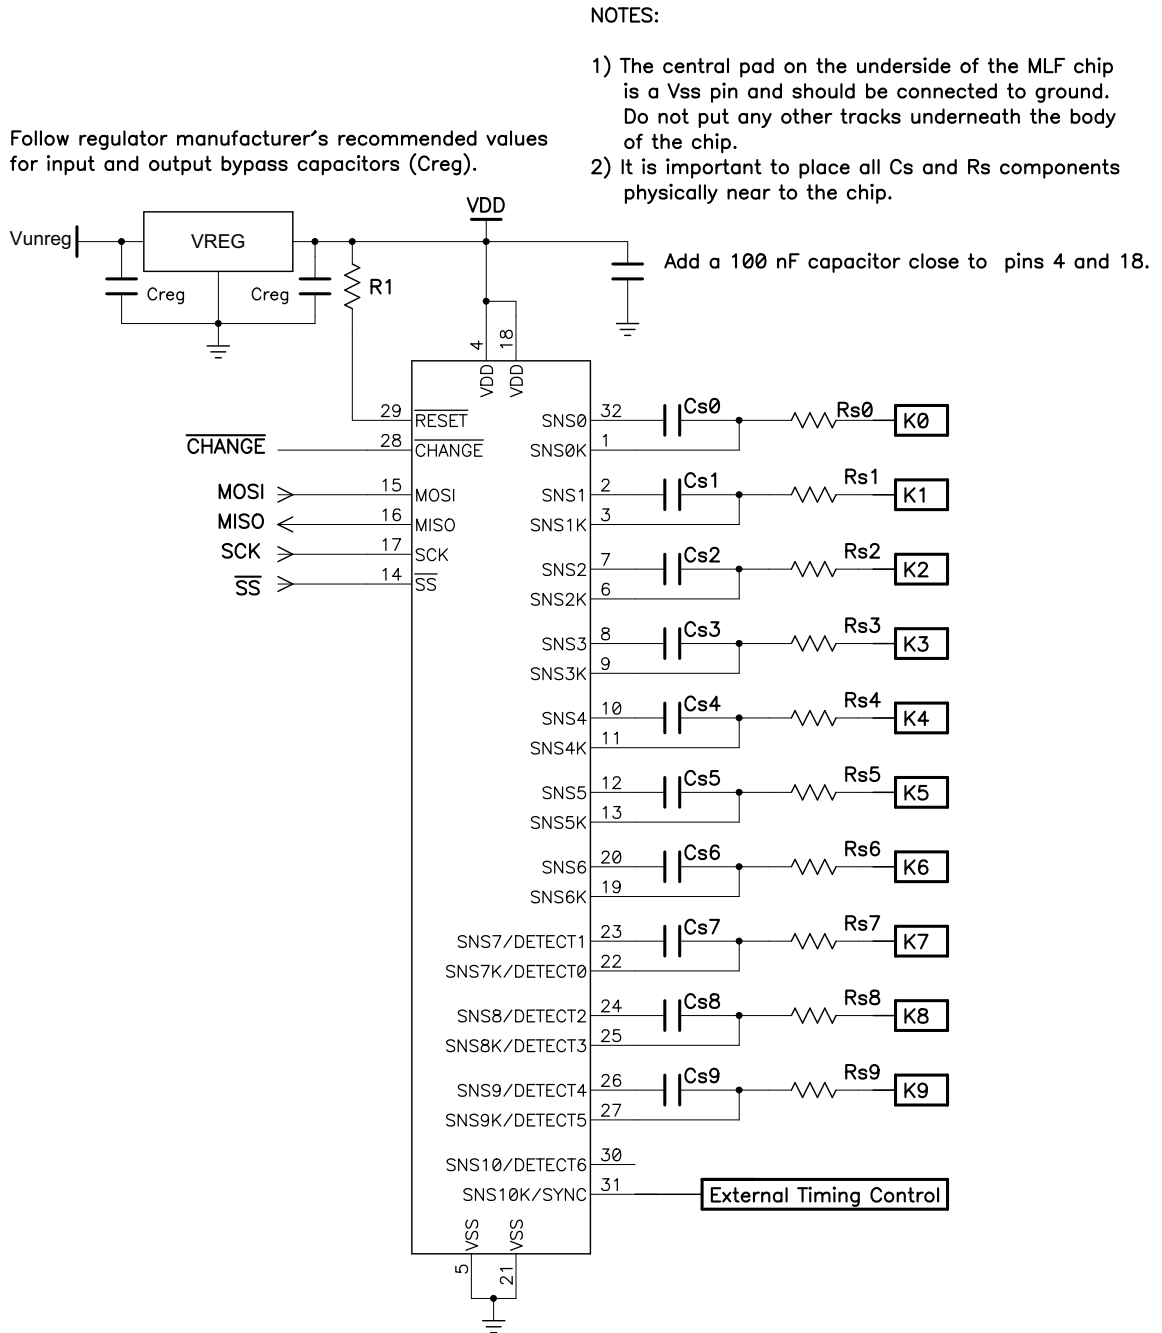 NOTES:
1) The central pad on the underside of the MLF chip
is a Vss pin and should be connected to ground.
Do not put any other tracks underneath the body
of the chip.
2) It is important to place all Cs and Rs components
physically near to the chip.
Follow regulator manufacturer's recommended values
for input and output bypass capacitors (Creg).
VDD
Vunreg
VREG
Add a 100 nF capacitor close to pins 4 and 18.
Creg
Creg
R1
4
18
VDD
VDD
29
RESET
CHANGE
28
CHANGE
MOSI
15
MOSI
MISO
16
MISO
SCK
17
SCK
SS
14
SS
SNS0
32
Cs0
Rs0
K0
SNS0K
1
SNS1
2
Cs1
Rs1
K1
SNS1K
3
SNS2
7
Cs2
Rs2
K2
SNS2K
6
SNS3
8
Cs3
Rs3
K3
SNS3K
9
SNS4
10
Cs4
Rs4
K4
SNS4K
11
SNS5
12
Cs5
Rs5
K5
SNS5K
13
SNS6
20
Cs6
Rs6
K6
SNS6K
19
SNS7/DETECT1
23
Cs7
Rs7
K7
SNS7K/DETECT0
22
SNS8/DETECT2
24
Cs8
Rs8
K8
SNS8K/DETECT3
25
SNS9/DETECT4
26
Cs9
Rs9
K9
SNS9K/DETECT5
27
SNS10/DETECT6
30
SNS10K/SYNC
31
External Timing Control
VSS
VSS
5
21